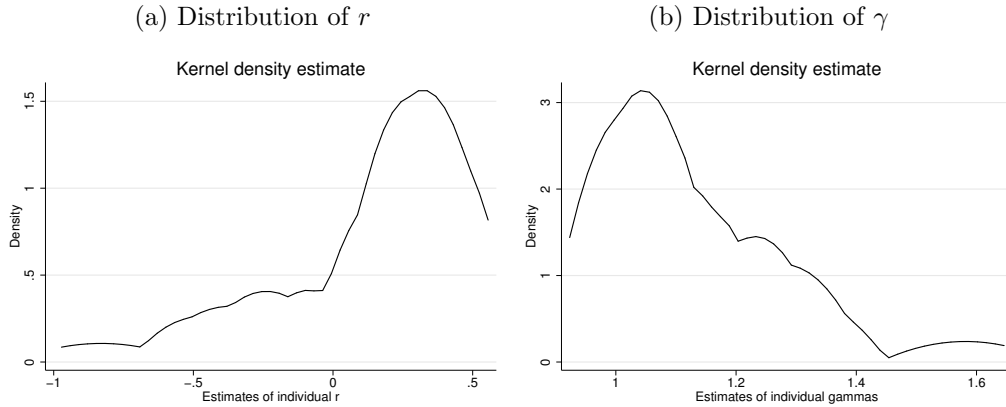 (a) Distribution of r
Kernel density estimate
Density
1.5
1
.5
0
−1
−.5
0
.5
Estimates of individual r
(b) Distribution of γ
Kernel density estimate
Density
3
2
1
0
1
1.2
1.4
1.6
Estimates of individual gammas